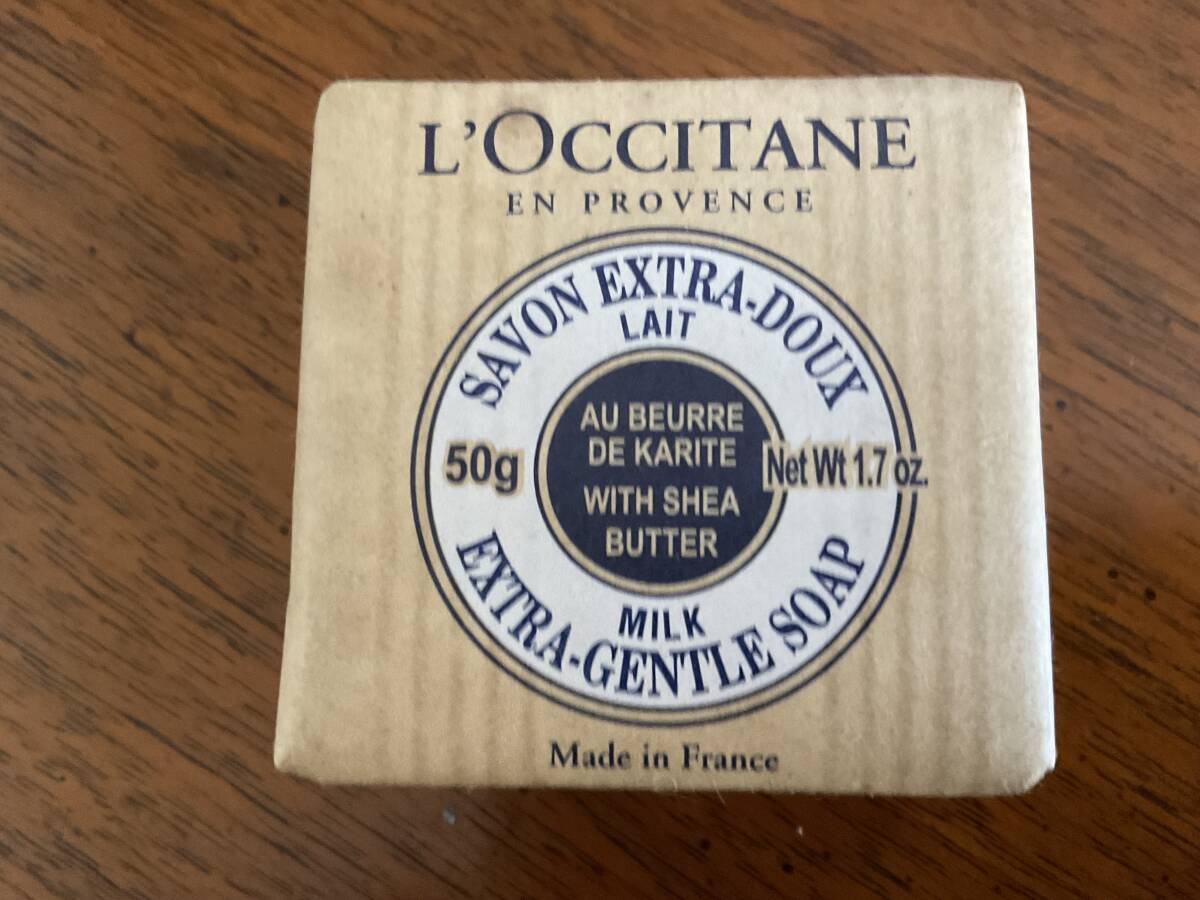 L'OCCITANE
EN PROVENCE
SAVON EXTRA-DOUX
LAIT
AU BEURRE
DE KARITE
50g
Net Wt 1.7 oz.
WITH SHEA
BUTTER
MILK
EXTRA-GENTLE SOAP
Made in France